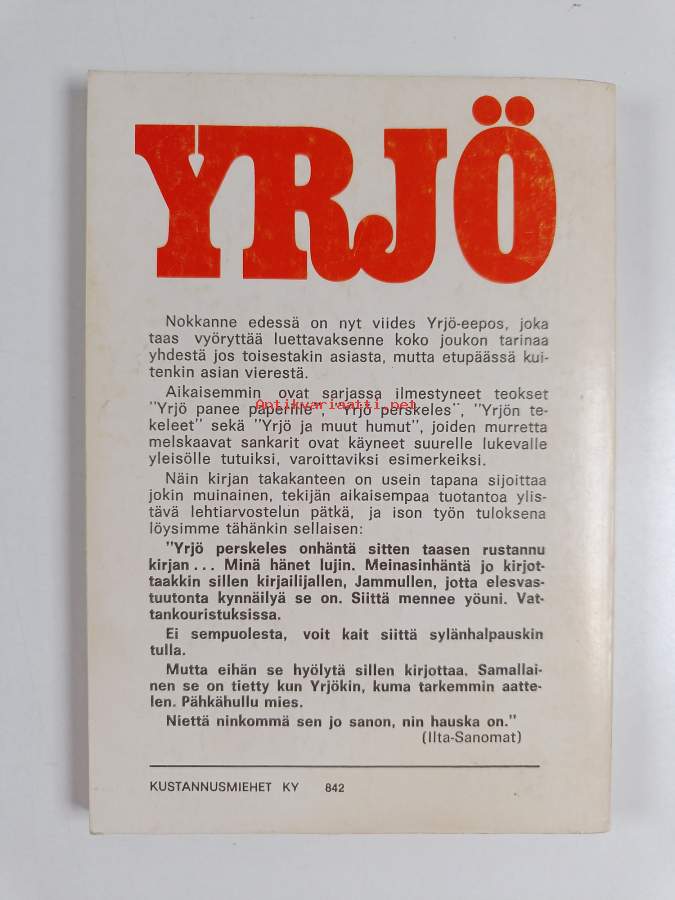 YRJÖ
Nokkanne edessä on nyt viides Yrjö-eepos, joka
taas vyöryttää luettavaksenne koko joukon tarinaa
yhdestä jos toisestakin asiasta, mutta etupäässä kui-
tenkin asian vierestä.
Aikaisemmin ovat sarjassa ilmestyneet teokset
"Yrjö panee paperille", "Yrjö perskeles", "Yrjön te-
Optikvariaatti.net
keleet" sekä "Yrjö ja muut humut", joiden murretta
melskaavat sankarit ovat käyneet suurelle lukevalle
yleisölle tutuiksi, varoittaviksi esimerkeiksi.
Näin kirjan takakanteen on usein tapana sijoittaa
jokin muinainen, tekijän aikaisempaa tuotantoa ylis-
tävä lehtiarvostelun pätkä, ja ison työn tuloksena
löysimme tähänkin sellaisen:
"Yrjö perskeles onhäntä sitten taasen rustannu
kirjan... Minä hänet lujin. Meinasinhäntä jo kirjot-
taakkin sillen kirjailijallen, Jammullen, jotta elesvas-
tuutonta kynnäilyä se on. Siittä mennee yöuni. Vat-
tankouristuksissa.
Ei sempuolesta, voit kait siittä sylänhalpauskin
tulla.
Mutta eihän se hyölytä sillen kirjottaa. Samallai-
nen se on tietty kun Yrjökin, kuma tarkemmin aatte-
len. Pähkähullu mies.
Niettä ninkommä sen jo sanon, nin hauska on."
(Ilta-Sanomat)
KUSTANNUSMIEHET KY 842